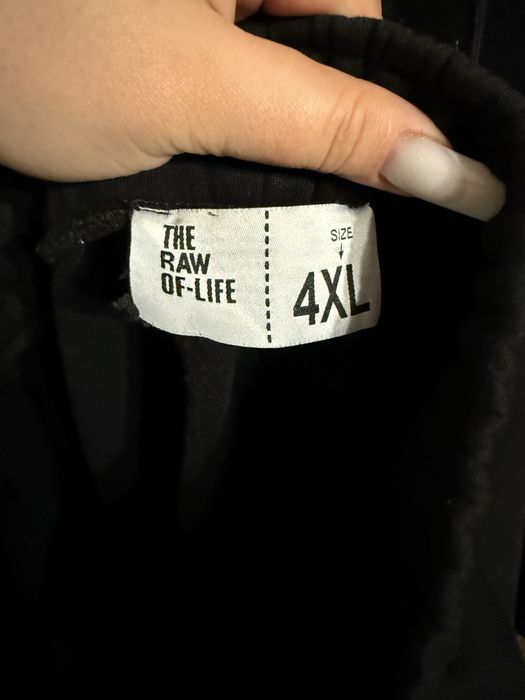 THE
RAW
OF-LIFE
SIZE
4XL